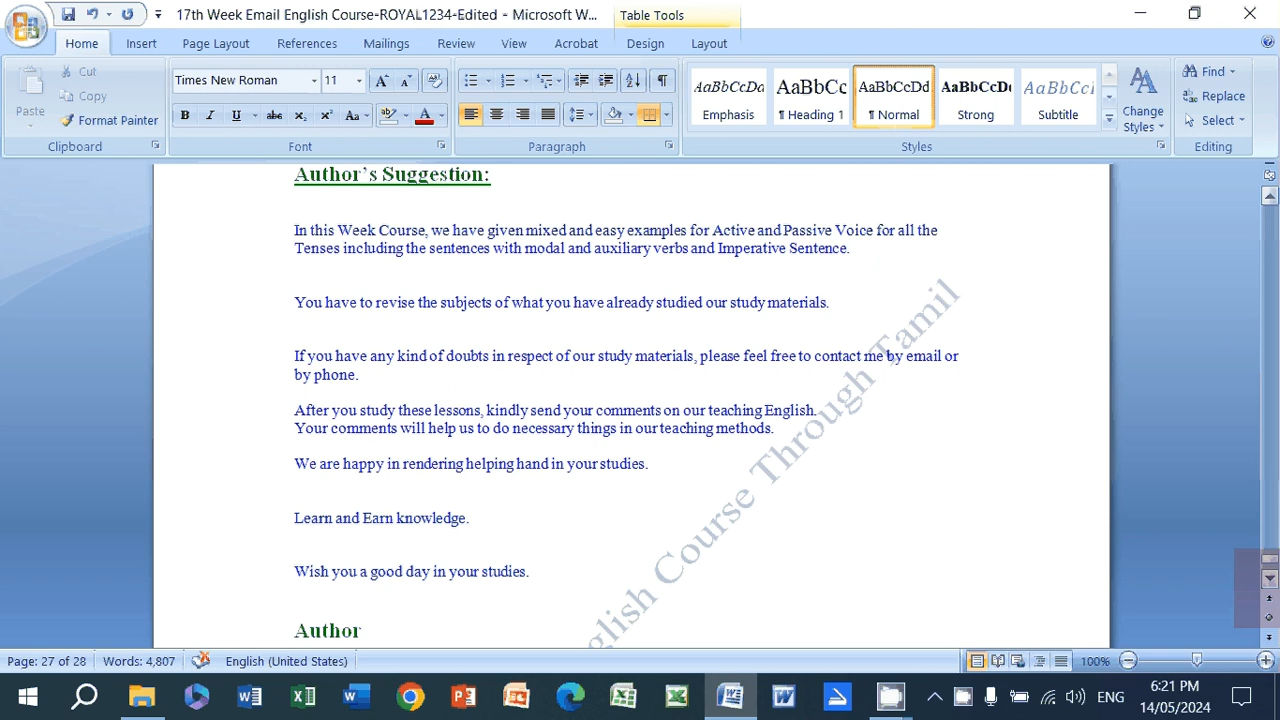 17th Week Email English Course-ROYAL1234-Edited - Microsoft W...
Table Tools
Home Insert Page Layout References Mailings Review View Acrobat Design Layout
Paste
Cut
Copy
Format Painter
Clipboard
Times New Roman 11
B I U abc x₂ x² Aa
Font
Paragraph
AaBbCcDd AaBbCc AaBbCcDd AaBbCcDd AaBbCcI
Emphasis ¶ Heading 1 ¶ Normal Strong Subtitle
Change Styles
Styles
Find
Replace
Select
Editing
Author's Suggestion:
In this Week Course, we have given mixed and easy examples for Active and Passive Voice for all the
Tenses including the sentences with modal and auxiliary verbs and Imperative Sentence.
You have to revise the subjects of what you have already studied our study materials.
If you have any kind of doubts in respect of our study materials, please feel free to contact me by email or
by phone.
After you study these lessons, kindly send your comments on our teaching English.
Your comments will help us to do necessary things in our teaching methods.
We are happy in rendering helping hand in your studies.
Learn and Earn knowledge.
Wish you a good day in your studies.
Author
English Course Through Tamil
Page: 27 of 28 Words: 4,807 English (United States) 100%
ENG
6:21 PM
14/05/2024